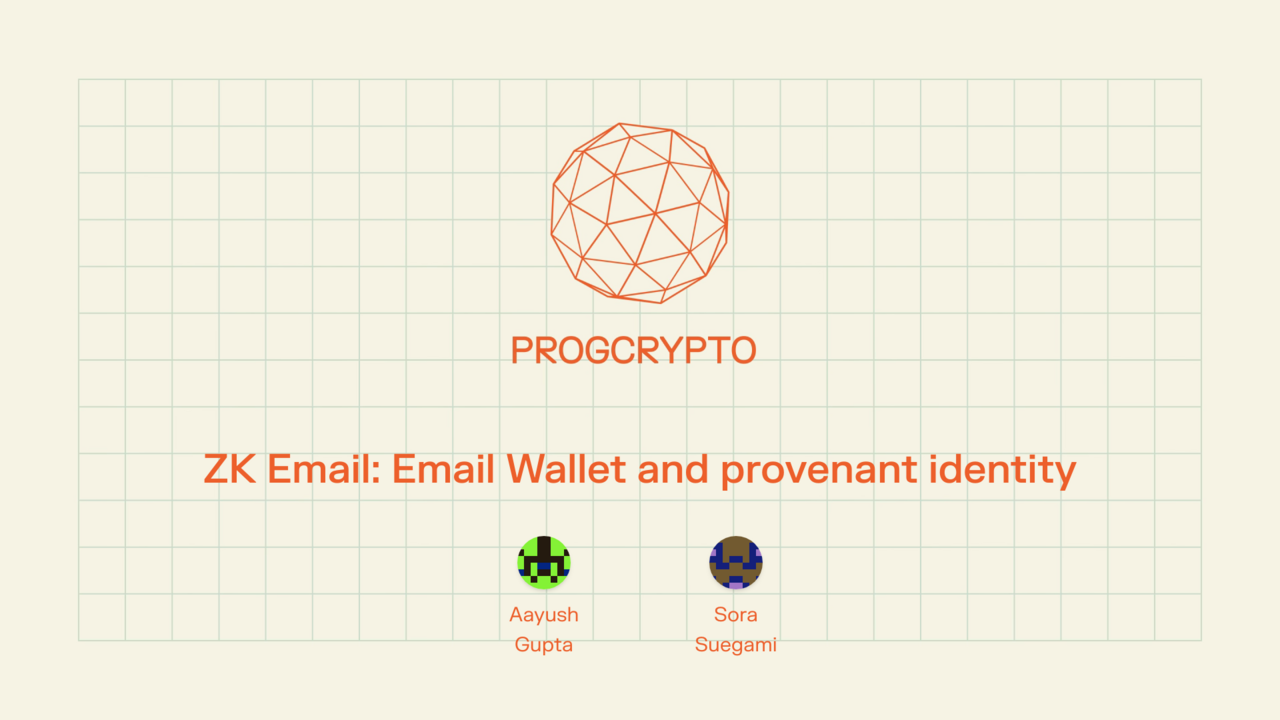 PROGCRYPTO
ZK Email: Email Wallet and provenant identity
Aayush
Gupta
Sora
Suegami